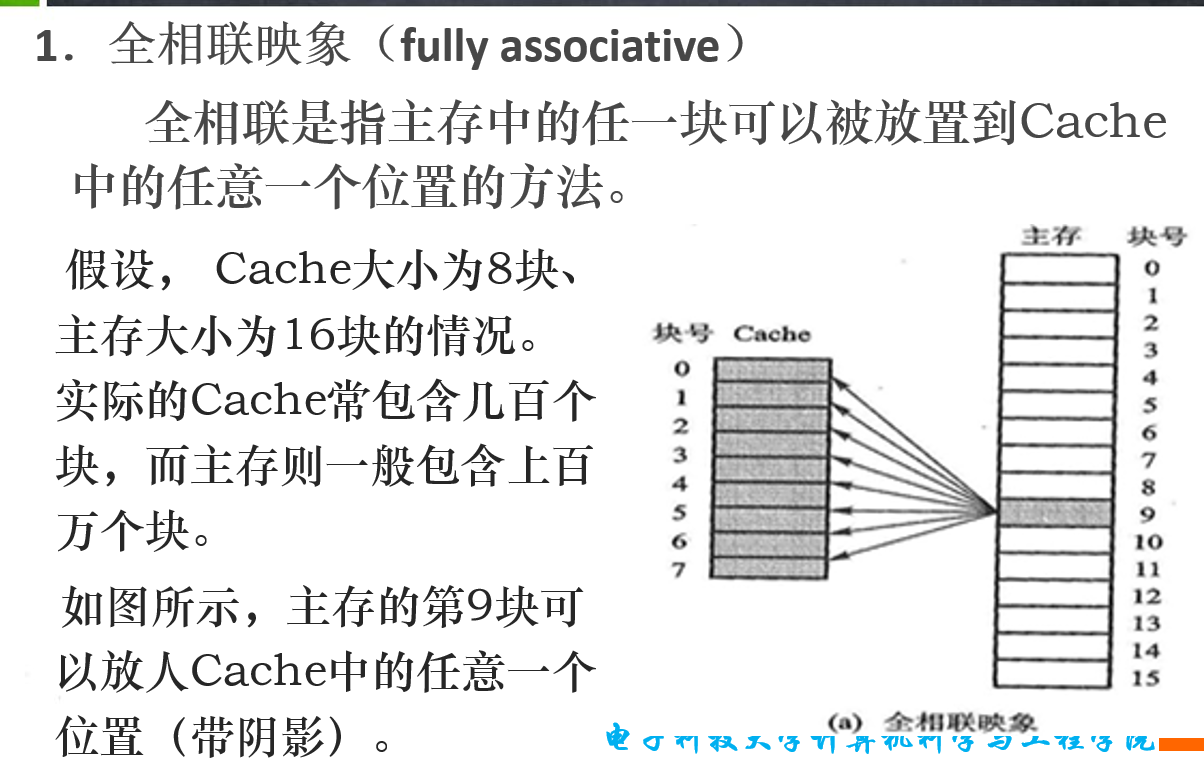 1. 全相联映象（fully associative）
全相联是指主存中的任一块可以被放置到Cache
中的任意一个位置的方法。
假设， Cache大小为8块、
主存大小为16块的情况。
实际的Cache常包含几百个
块，而主存则一般包含上百
万个块。
如图所示，主存的第9块可
以放人Cache中的任意一个
位置（带阴影）。
块号 Cache
0
1
2
3
4
5
6
7
主存 块号
0
1
2
3
4
5
6
7
8
9
10
11
12
13
14
15
(a) 全相联映象
电子科技大学计算机科学与工程学院